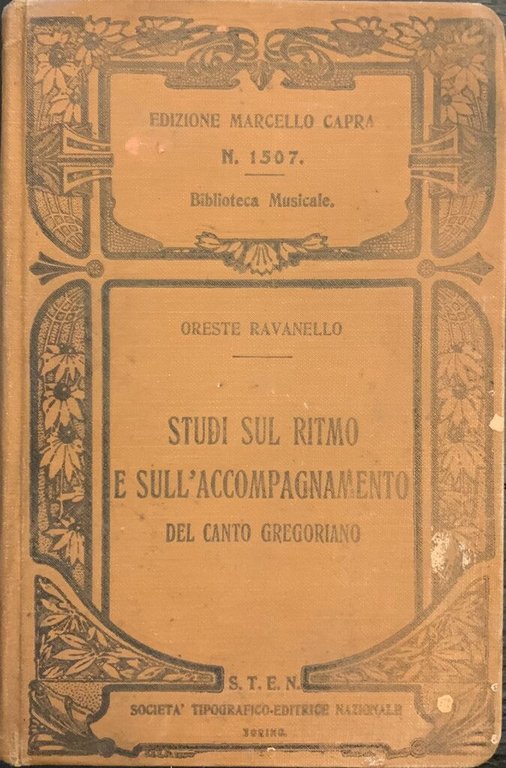 EDIZIONE MARCELLO CAPRA
N. 1507.
Biblioteca Musicale.
ORESTE RAVANELLO
STUDI SUL RITMO
E SULL'ACCOMPAGNAMENTO
DEL CANTO GREGORIANO
S. T. E. N.
SOCIETA' TIPOGRAFICO-EDITRICE NAZIONALE
TORINO.